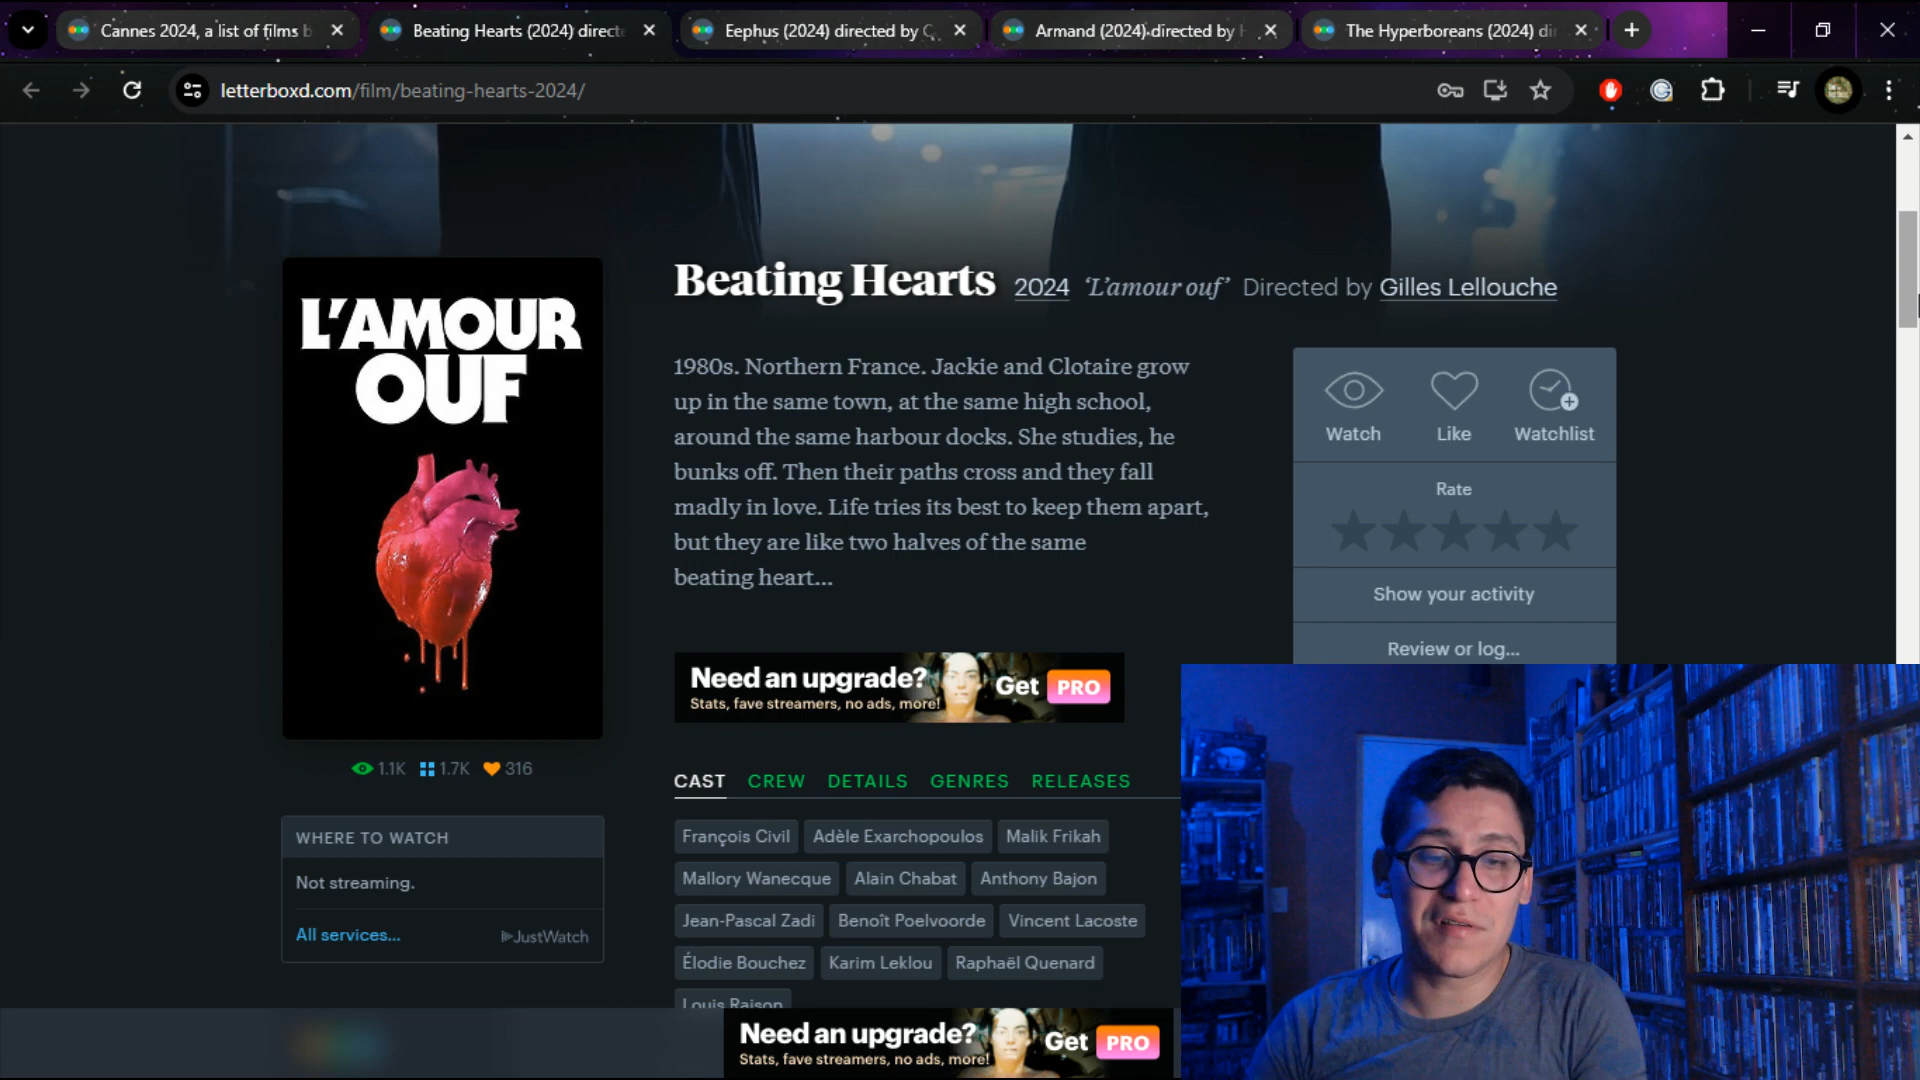 Cannes 2024, a list of films b
Beating Hearts (2024) directe
Eephus (2024) directed by C
Armand (2024) directed by H
The Hyperboreans (2024) di
letterboxd.com/film/beating-hearts-2024/
L'AMOUR
OUF
Beating Hearts 2024 ‘L’amour ouf’ Directed by Gilles Lellouche
1980s. Northern France. Jackie and Clotaire grow
up in the same town, at the same high school,
around the same harbour docks. She studies, he
bunks off. Then their paths cross and they fall
madly in love. Life tries its best to keep them apart,
but they are like two halves of the same
beating heart…
Watch Like Watchlist
Rate
Show your activity
Review or log…
Need an upgrade? Get PRO
Stats, fave streamers, no ads, more!
1.1K 1.7K 316
WHERE TO WATCH
Not streaming.
All services…
JustWatch
CAST CREW DETAILS GENRES RELEASES
François Civil Adèle Exarchopoulos Malik Frikah
Mallory Wanecque Alain Chabat Anthony Bajon
Jean-Pascal Zadi Benoît Poelvoorde Vincent Lacoste
Élodie Bouchez Karim Leklou Raphaël Quenard
Louis Raison
Need an upgrade? Get PRO
Stats, fave streamers, no ads, more!